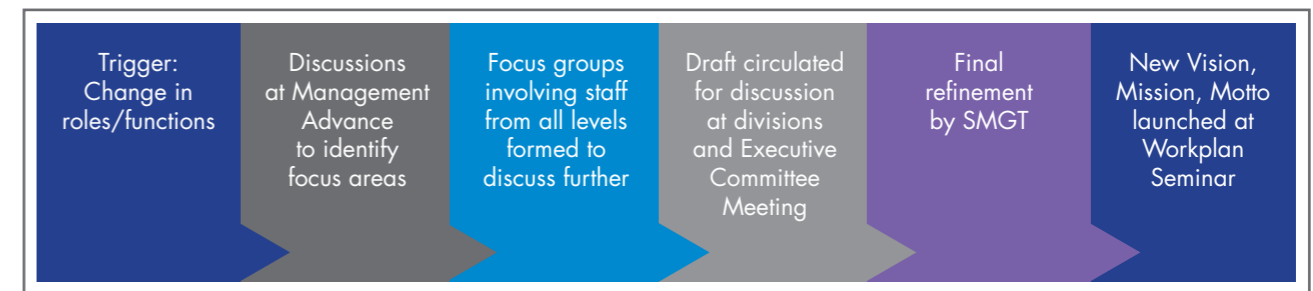 Trigger:
Change in
roles/functions
Discussions
at Management
Advance
to identify
focus areas
Focus groups
involving staff
from all levels
formed to
discuss further
Draft circulated
for discussion
at divisions
and Executive
Committee
Meeting
Final
refinement
by SMGT
New Vision,
Mission, Motto
launched at
Workplan
Seminar